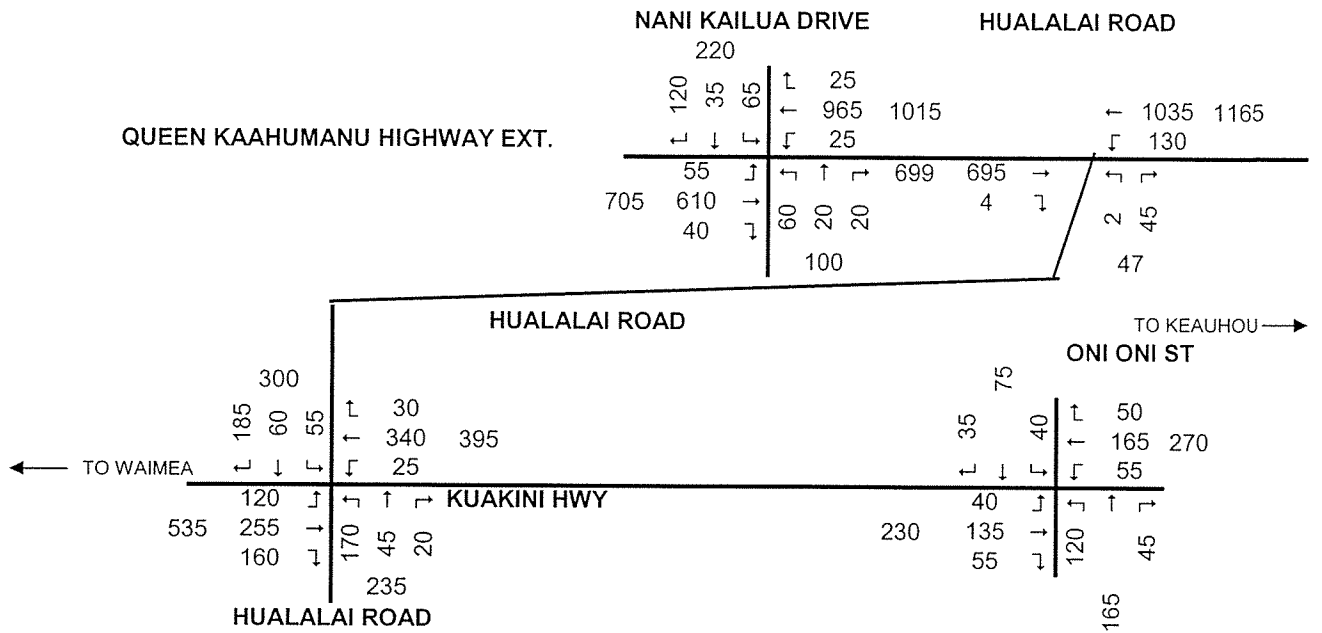 NANI KAILUA DRIVE HUALALAI ROAD
220
120 35 65 ↰ 25
← 965 1015 ← 1035 1165
QUEEN KAAHUMANU HIGHWAY EXT. ↲ ↓ ↳ ↲ 25 ↲ 130
55 ↰ ↰ ↑ ↱ 699 695 → ↰ ↱
705 610 → 60 20 20 4 ↴ 2 45
40 ↴
100 47
HUALALAI ROAD
TO KEAUHOU →
ONI ONI ST
300 75
185 60 55 ↰ 30 35 40 ↰ 50
← 340 395 ← 165 270
← TO WAIMEA ↲ ↓ ↳ ↲ 25 ↲ ↓ ↳ ↲ 55
120 ↰ ↰ ↑ ↱ KUAKINI HWY 40 ↰ ↰ ↑ ↱
535 255 → 170 45 20 230 135 → 120 45
160 ↴ 55 ↴
235 165
HUALALAI ROAD